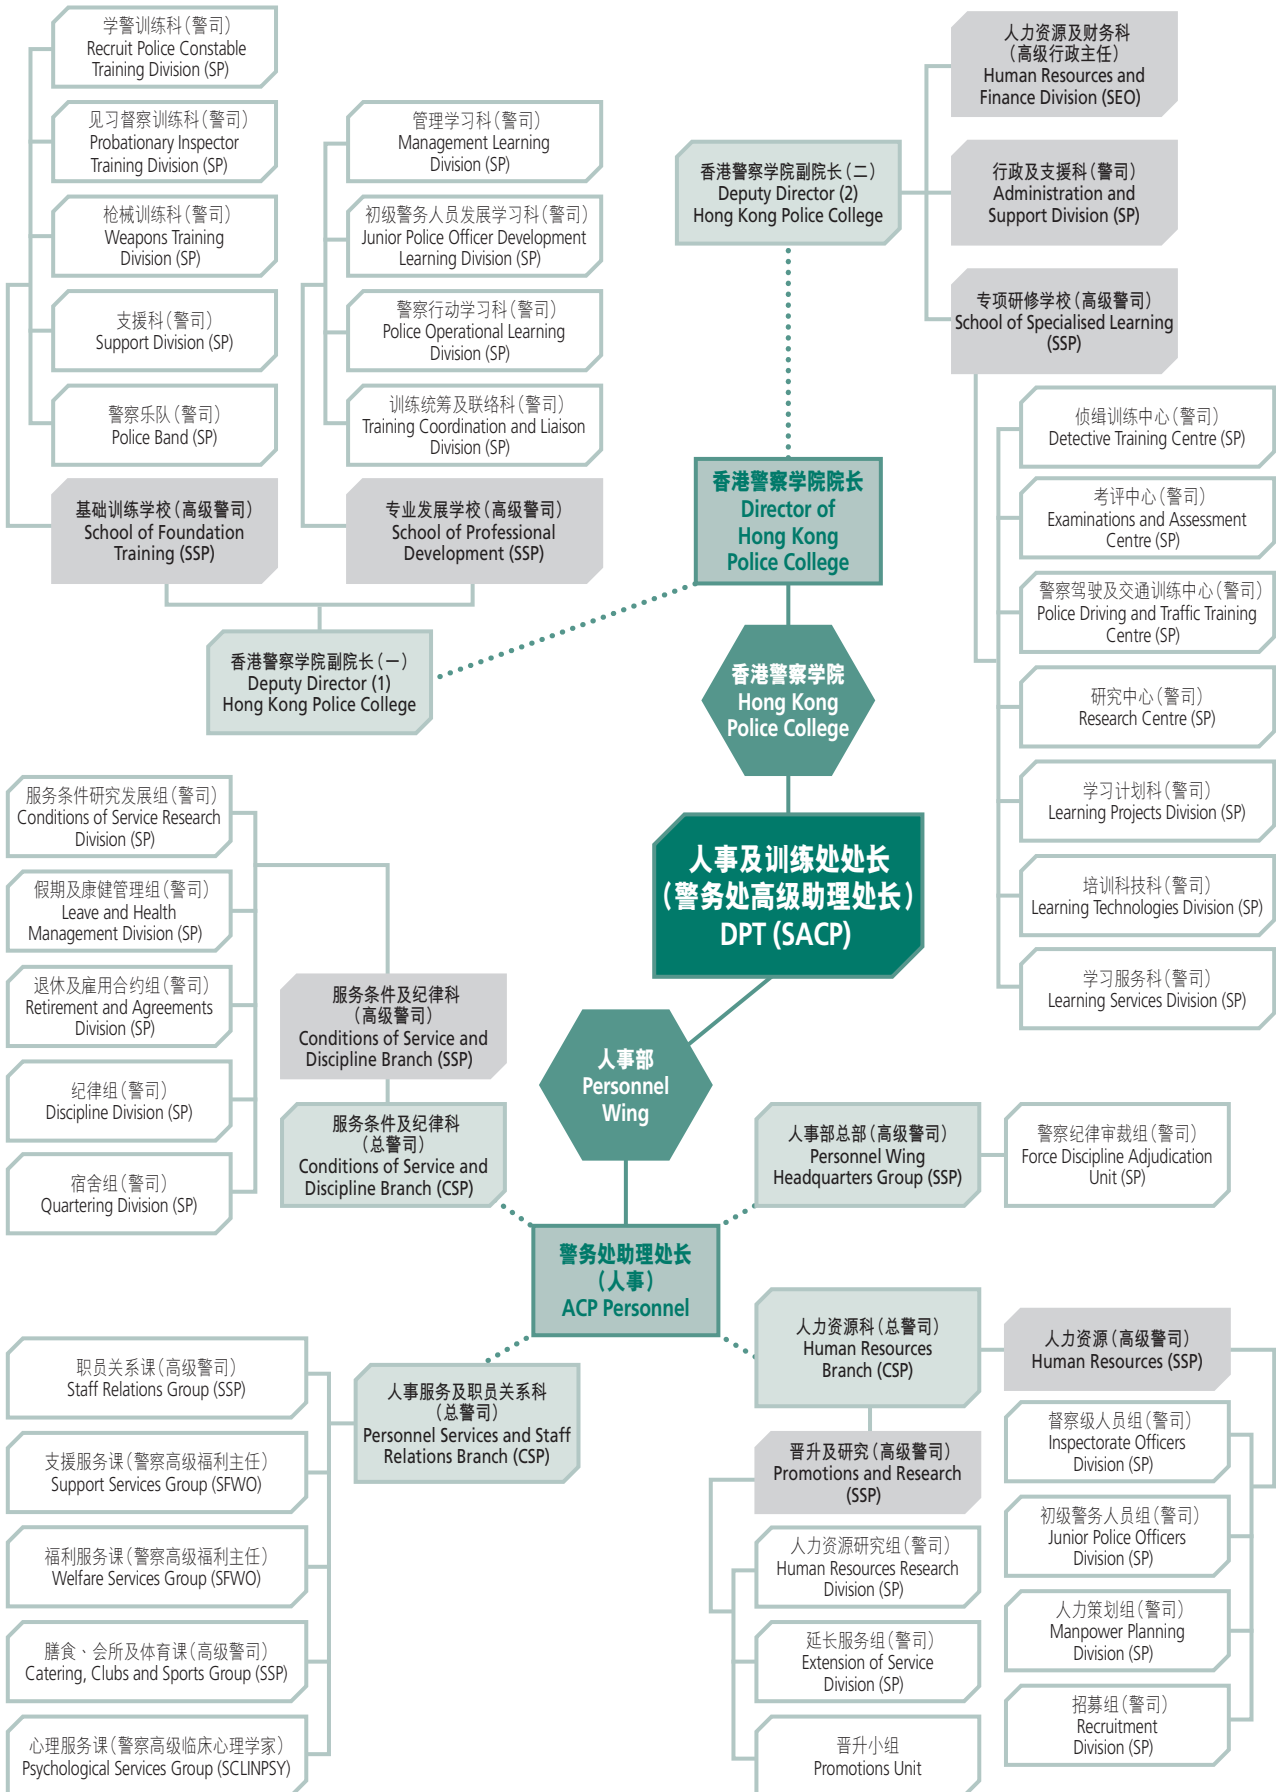 学警训练科(警司)
Recruit Police Constable
Training Division (SP)
见习督察训练科(警司)
Probationary Inspector
Training Division (SP)
枪械训练科(警司)
Weapons Training
Division (SP)
支援科(警司)
Support Division (SP)
警察乐队(警司)
Police Band (SP)
基础训练学校(高级警司)
School of Foundation
Training (SSP)
管理学习科(警司)
Management Learning
Division (SP)
初级警务人员发展学习科(警司)
Junior Police Officer Development
Learning Division (SP)
警察行动学习科(警司)
Police Operational Learning
Division (SP)
训练统筹及联络科(警司)
Training Coordination and Liaison
Division (SP)
专业发展学校(高级警司)
School of Professional
Development (SSP)
香港警察学院副院长(一)
Deputy Director (1)
Hong Kong Police College
香港警察学院副院长(二)
Deputy Director (2)
Hong Kong Police College
人力资源及财务科
(高级行政主任)
Human Resources and
Finance Division (SEO)
行政及支援科(警司)
Administration and
Support Division (SP)
专项研修学校(高级警司)
School of Specialised Learning
(SSP)
侦缉训练中心(警司)
Detective Training Centre (SP)
考评中心(警司)
Examinations and Assessment
Centre (SP)
警察驾驶及交通训练中心(警司)
Police Driving and Traffic Training
Centre (SP)
研究中心(警司)
Research Centre (SP)
学习计划科(警司)
Learning Projects Division (SP)
培训科技科(警司)
Learning Technologies Division (SP)
学习服务科(警司)
Learning Services Division (SP)
香港警察学院院长
Director of
Hong Kong
Police College
香港警察学院
Hong Kong
Police College
人事及训练处处长
(警务处高级助理处长)
DPT (SACP)
人事部
Personnel
Wing
服务条件研究发展组(警司)
Conditions of Service Research
Division (SP)
假期及康健管理组(警司)
Leave and Health
Management Division (SP)
退休及雇用合约组(警司)
Retirement and Agreements
Division (SP)
纪律组(警司)
Discipline Division (SP)
宿舍组(警司)
Quartering Division (SP)
服务条件及纪律科
(高级警司)
Conditions of Service and
Discipline Branch (SSP)
服务条件及纪律科
(总警司)
Conditions of Service and
Discipline Branch (CSP)
人事部总部(高级警司)
Personnel Wing
Headquarters Group (SSP)
警察纪律审裁组(警司)
Force Discipline Adjudication
Unit (SP)
警务处助理处长
(人事)
ACP Personnel
职员关系课(高级警司)
Staff Relations Group (SSP)
支援服务课(警察高级福利主任)
Support Services Group (SFWO)
福利服务课(警察高级福利主任)
Welfare Services Group (SFWO)
膳食、会所及体育课(高级警司)
Catering, Clubs and Sports Group (SSP)
心理服务课(警察高级临床心理学家)
Psychological Services Group (SCLINPSY)
人事服务及职员关系科
(总警司)
Personnel Services and Staff
Relations Branch (CSP)
人力资源科(总警司)
Human Resources
Branch (CSP)
晋升及研究(高级警司)
Promotions and Research
(SSP)
人力资源研究组(警司)
Human Resources Research
Division (SP)
延长服务组(警司)
Extension of Service
Division (SP)
晋升小组
Promotions Unit
人力资源(高级警司)
Human Resources (SSP)
督察级人员组(警司)
Inspectorate Officers
Division (SP)
初级警务人员组(警司)
Junior Police Officers
Division (SP)
人力策划组(警司)
Manpower Planning
Division (SP)
招募组(警司)
Recruitment
Division (SP)